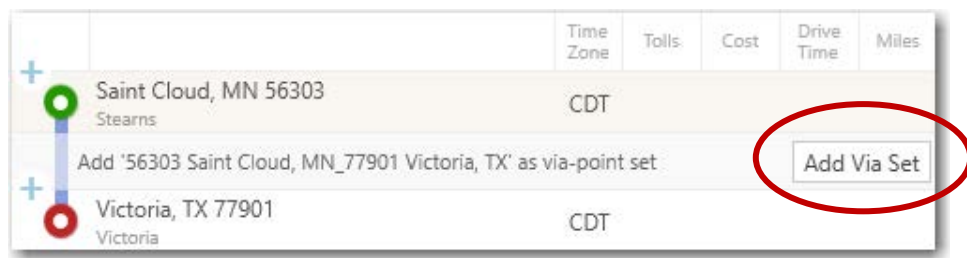 Time Zone Tolls Cost Drive Time Miles
Saint Cloud, MN 56303 CDT
Stearns
Add '56303 Saint Cloud, MN_77901 Victoria, TX' as via-point set Add Via Set
Victoria, TX 77901 CDT
Victoria